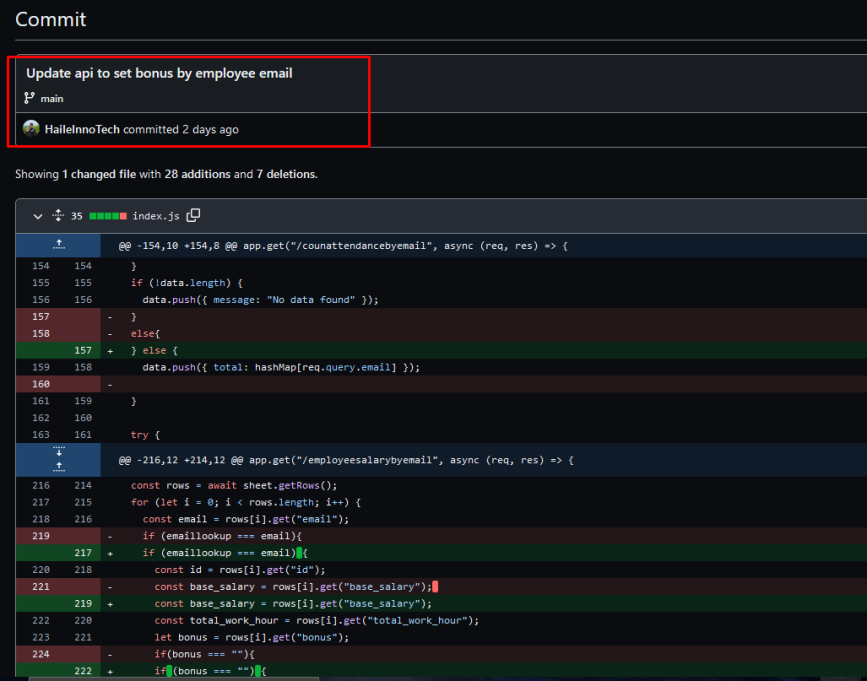 Commit
Update api to set bonus by employee email
main
HaileInnoTech committed 2 days ago
Showing 1 changed file with 28 additions and 7 deletions.
35 index.js
@@ -154,10 +154,8 @@ app.get("/counattendancebyemail", async (req, res) => {
154 154 }
155 155 if (!data.length) {
156 156 data.push({ message: "No data found" });
157 - }
158 - else{
157 + } else {
159 158 data.push({ total: hashMap[req.query.email] });
160 -
161 159 }
162 160
163 161 try {
@@ -216,12 +214,12 @@ app.get("/employeesalarybyemail", async (req, res) => {
216 214 const rows = await sheet.getRows();
217 215 for (let i = 0; i < rows.length; i++) {
218 216 const email = rows[i].get("email");
219 - if (emaillookup === email){
217 + if (emaillookup === email) {
220 218 const id = rows[i].get("id");
221 - const base_salary = rows[i].get("base_salary");
219 + const base_salary = rows[i].get("base_salary");
222 220 const total_work_hour = rows[i].get("total_work_hour");
223 221 let bonus = rows[i].get("bonus");
224 - if(bonus === ""){
222 + if (bonus === "") {